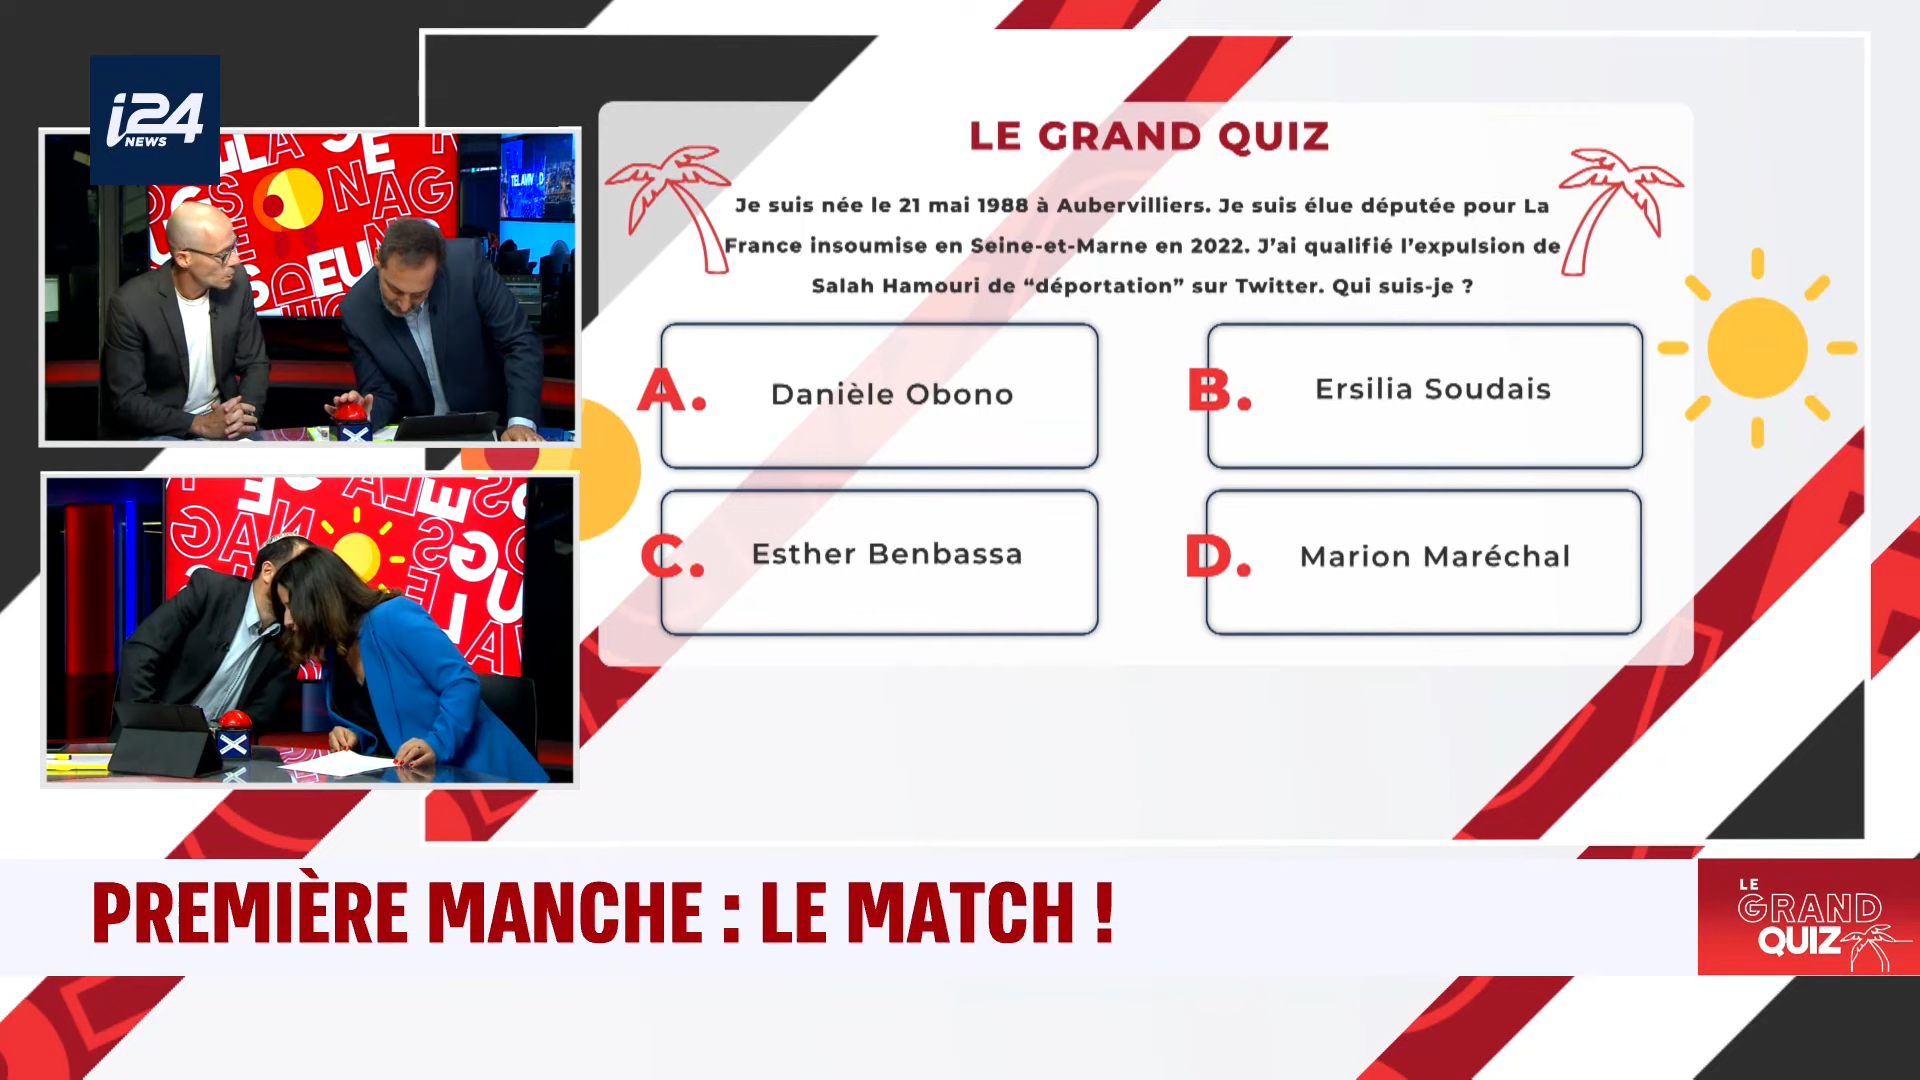 i24
NEWS
TEL AVIV
LE GRAND QUIZ
Je suis née le 21 mai 1988 à Aubervilliers. Je suis élue députée pour La
France insoumise en Seine-et-Marne en 2022. J’ai qualifié l’expulsion de
Salah Hamouri de “déportation” sur Twitter. Qui suis-je ?
A. Danièle Obono
B. Ersilia Soudais
C. Esther Benbassa
D. Marion Maréchal
PREMIÈRE MANCHE : LE MATCH !
LE
GRAND
QUIZ